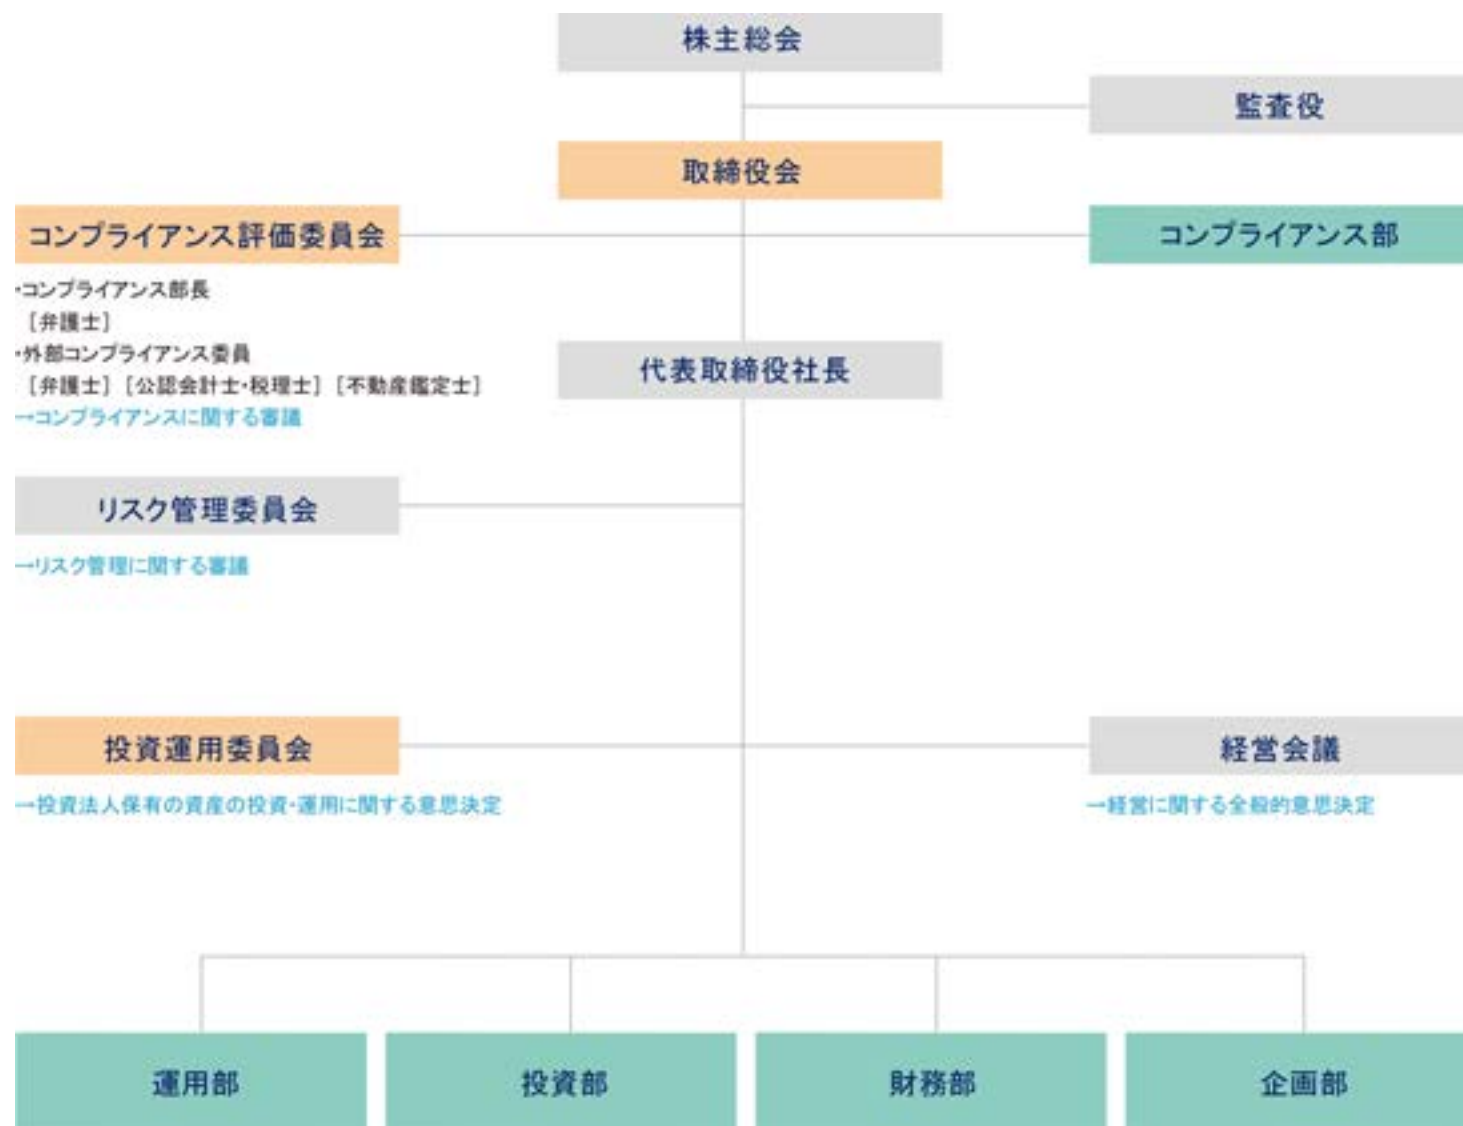 株主総会
監査役
取締役会
コンプライアンス評価委員会
コンプライアンス部
・コンプライアンス部長
［弁護士］
・外部コンプライアンス委員
［弁護士］［公認会計士・税理士］［不動産鑑定士］
→コンプライアンスに関する審議
代表取締役社長
リスク管理委員会
→リスク管理に関する審議
投資運用委員会
経営会議
→投資法人保有の資産の投資・運用に関する意思決定
→経営に関する全般的意思決定
運用部
投資部
財務部
企画部